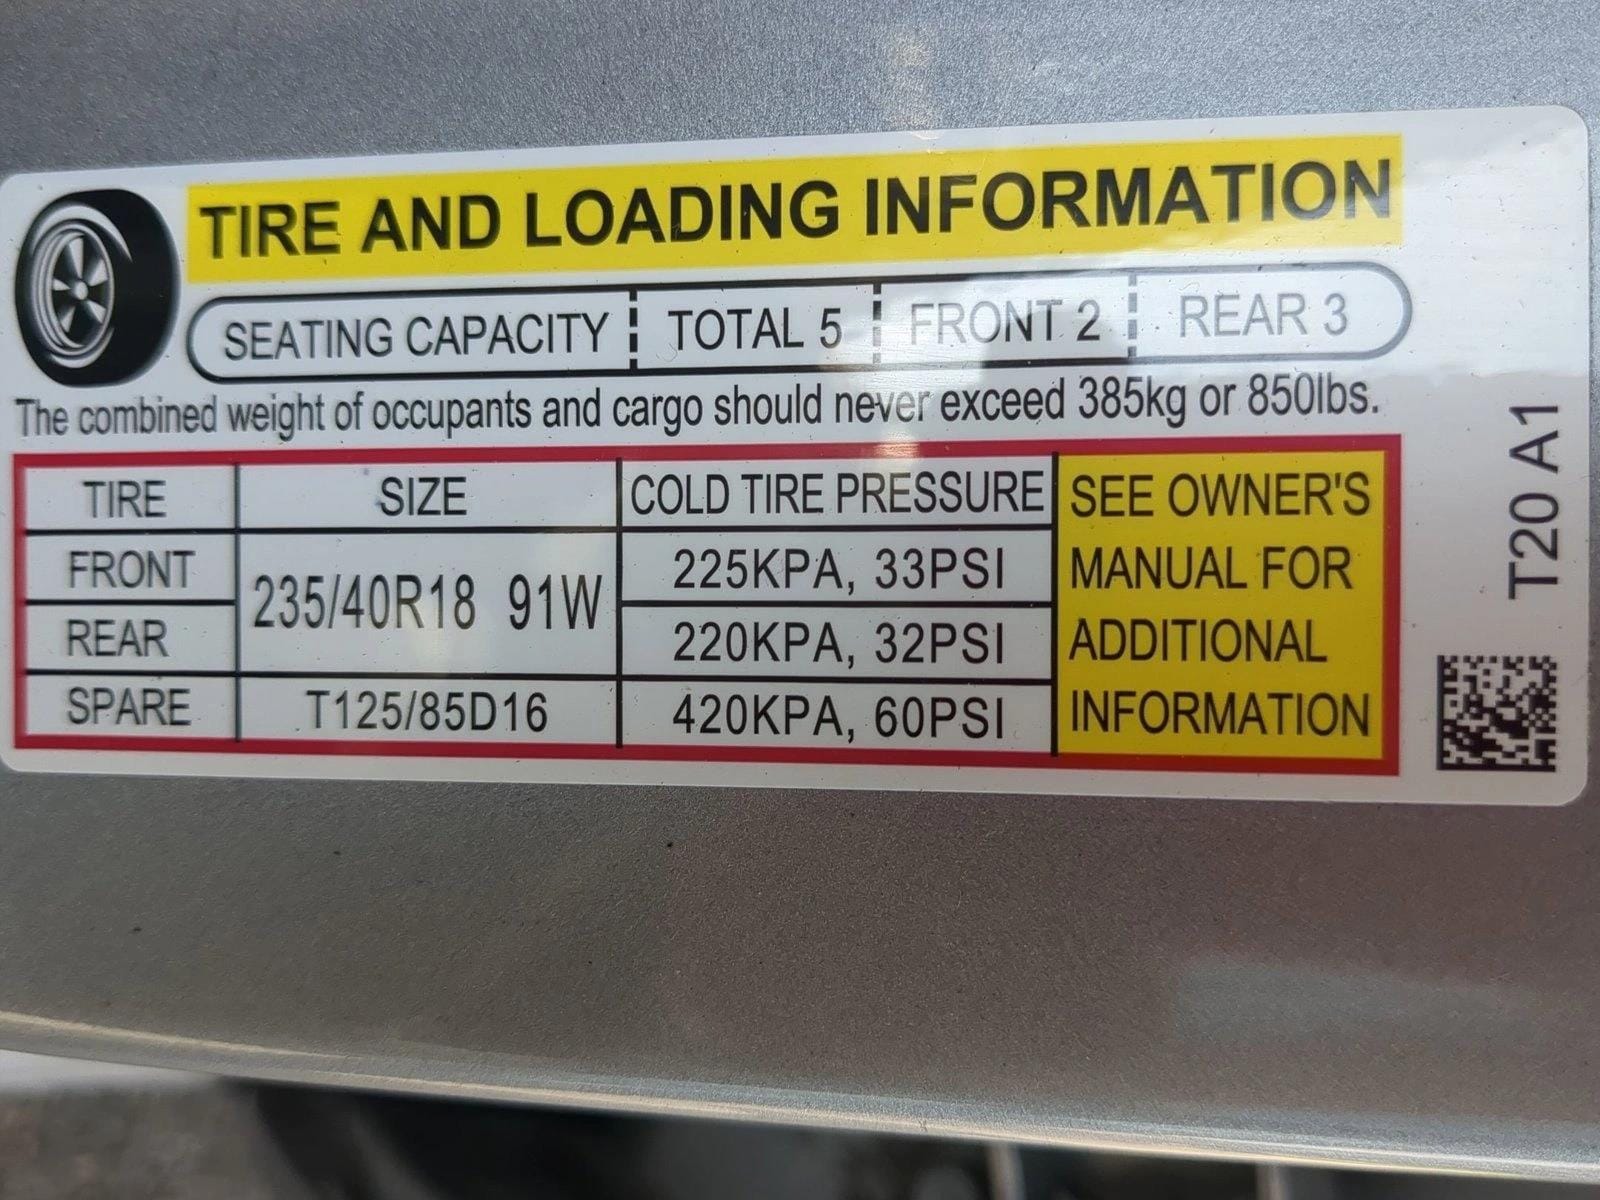 TIRE AND LOADING INFORMATION
SEATING CAPACITY TOTAL 5 FRONT 2 REAR 3
The combined weight of occupants and cargo should never exceed 385kg or 850lbs.
TIRE SIZE COLD TIRE PRESSURE
FRONT 235/40R18 91W 225KPA, 33PSI
REAR 220KPA, 32PSI
SPARE T125/85D16 420KPA, 60PSI
SEE OWNER'S
MANUAL FOR
ADDITIONAL
INFORMATION
T20 A1